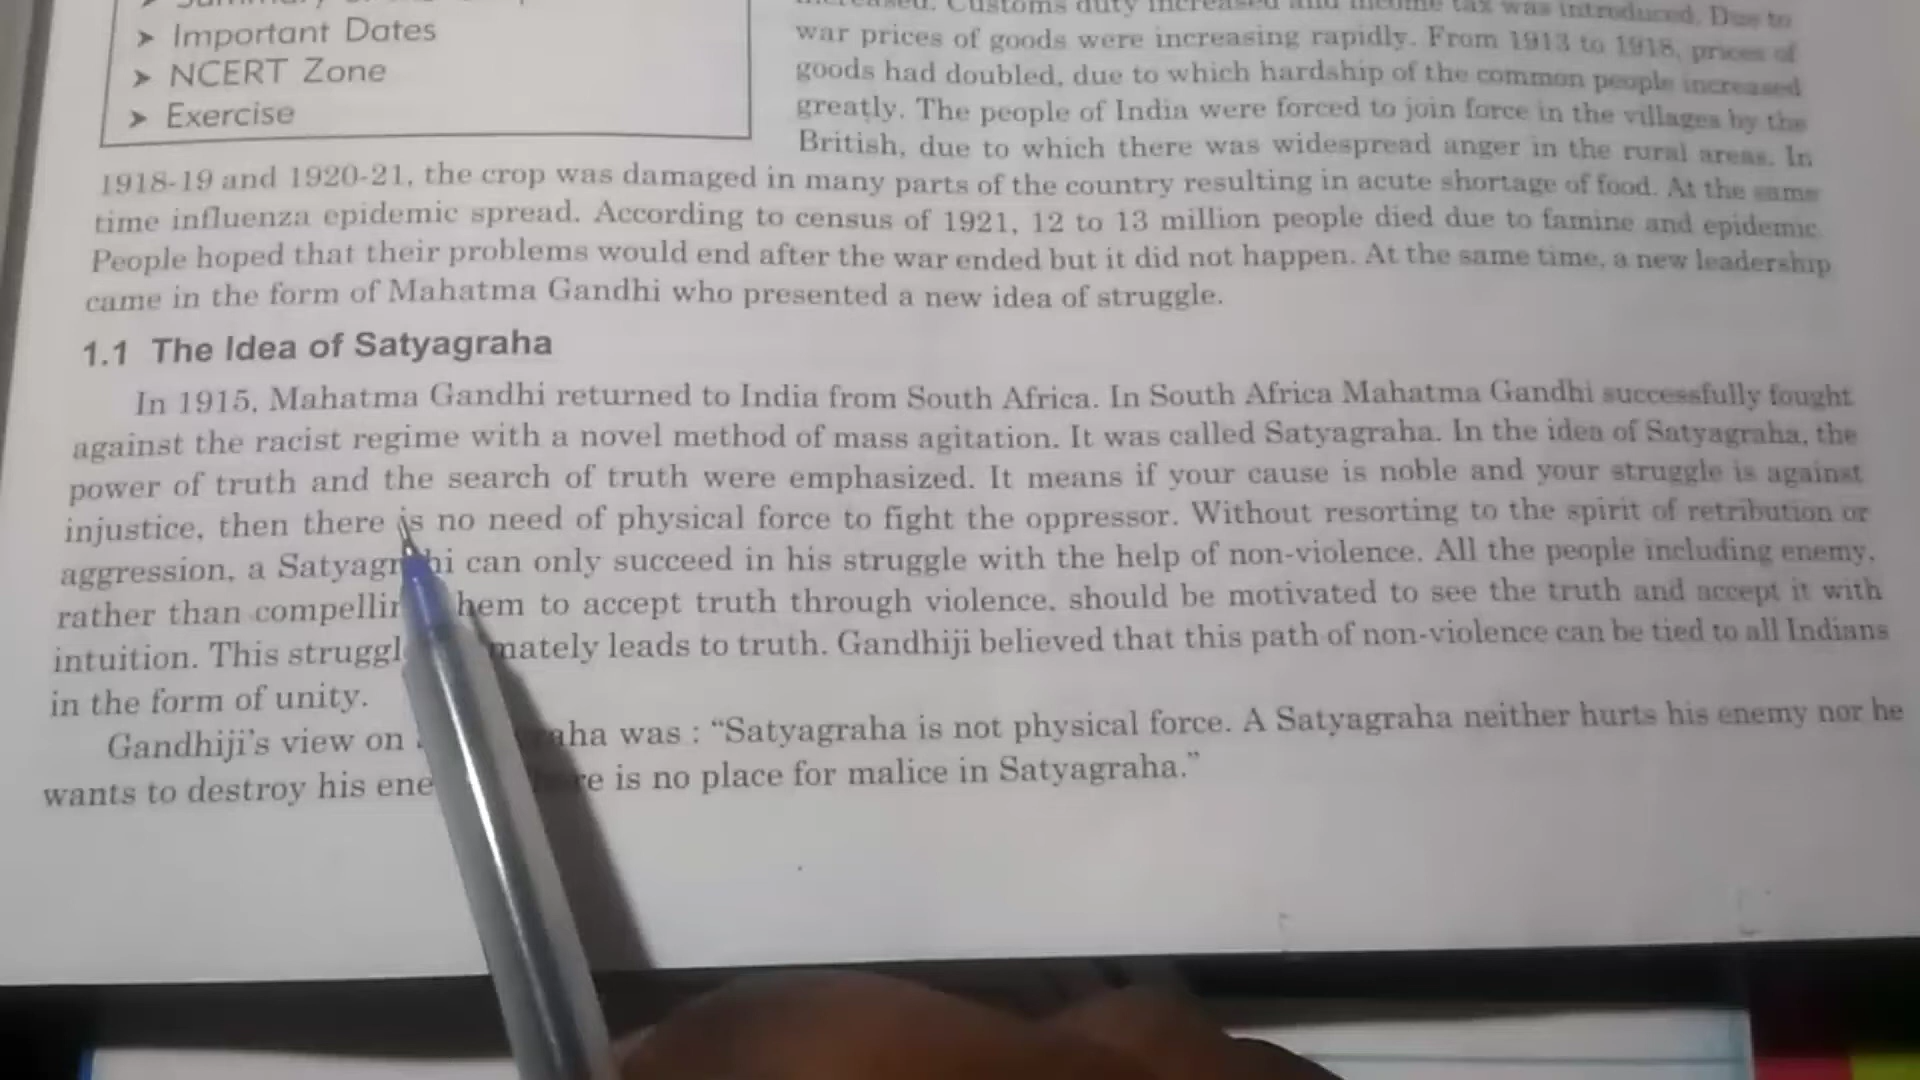 Important Dates
NCERT Zone
Exercise
increased. Customs duty increased and income tax was introduced. Due to
war prices of goods were increasing rapidly. From 1913 to 1918, prices of
goods had doubled, due to which hardship of the common people increased
greatly. The people of India were forced to join force in the villages by the
British, due to which there was widespread anger in the rural areas. In
1918-19 and 1920-21, the crop was damaged in many parts of the country resulting in acute shortage of food. At the same
time influenza epidemic spread. According to census of 1921, 12 to 13 million people died due to famine and epidemic.
People hoped that their problems would end after the war ended but it did not happen. At the same time, a new leadership
came in the form of Mahatma Gandhi who presented a new idea of struggle.
1.1 The Idea of Satyagraha
In 1915, Mahatma Gandhi returned to India from South Africa. In South Africa Mahatma Gandhi successfully fought
against the racist regime with a novel method of mass agitation. It was called Satyagraha. In the idea of Satyagraha, the
power of truth and the search of truth were emphasized. It means if your cause is noble and your struggle is against
injustice, then there is no need of physical force to fight the oppressor. Without resorting to the spirit of retribution or
aggression, a can only succeed in his struggle with the help of non-violence. All the people including enemy,
rather than to accept truth through violence, should be motivated to see the truth and accept it with
intuition. This leads to truth. Gandhiji believed that this path of non-violence can be tied to all Indians
in the form of unity.
Gandhiji's view on was : “Satyagraha is not physical force. A Satyagraha neither hurts his enemy nor he
wants to destroy his is no place for malice in Satyagraha.”